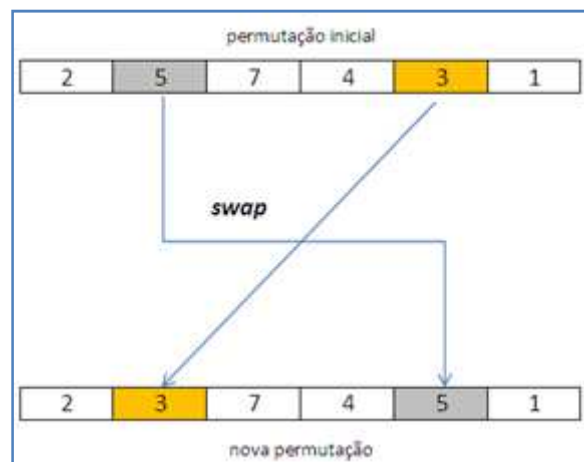 permutação inicial
2 5 7 4 3 1
swap
2 3 7 4 5 1
nova permutação